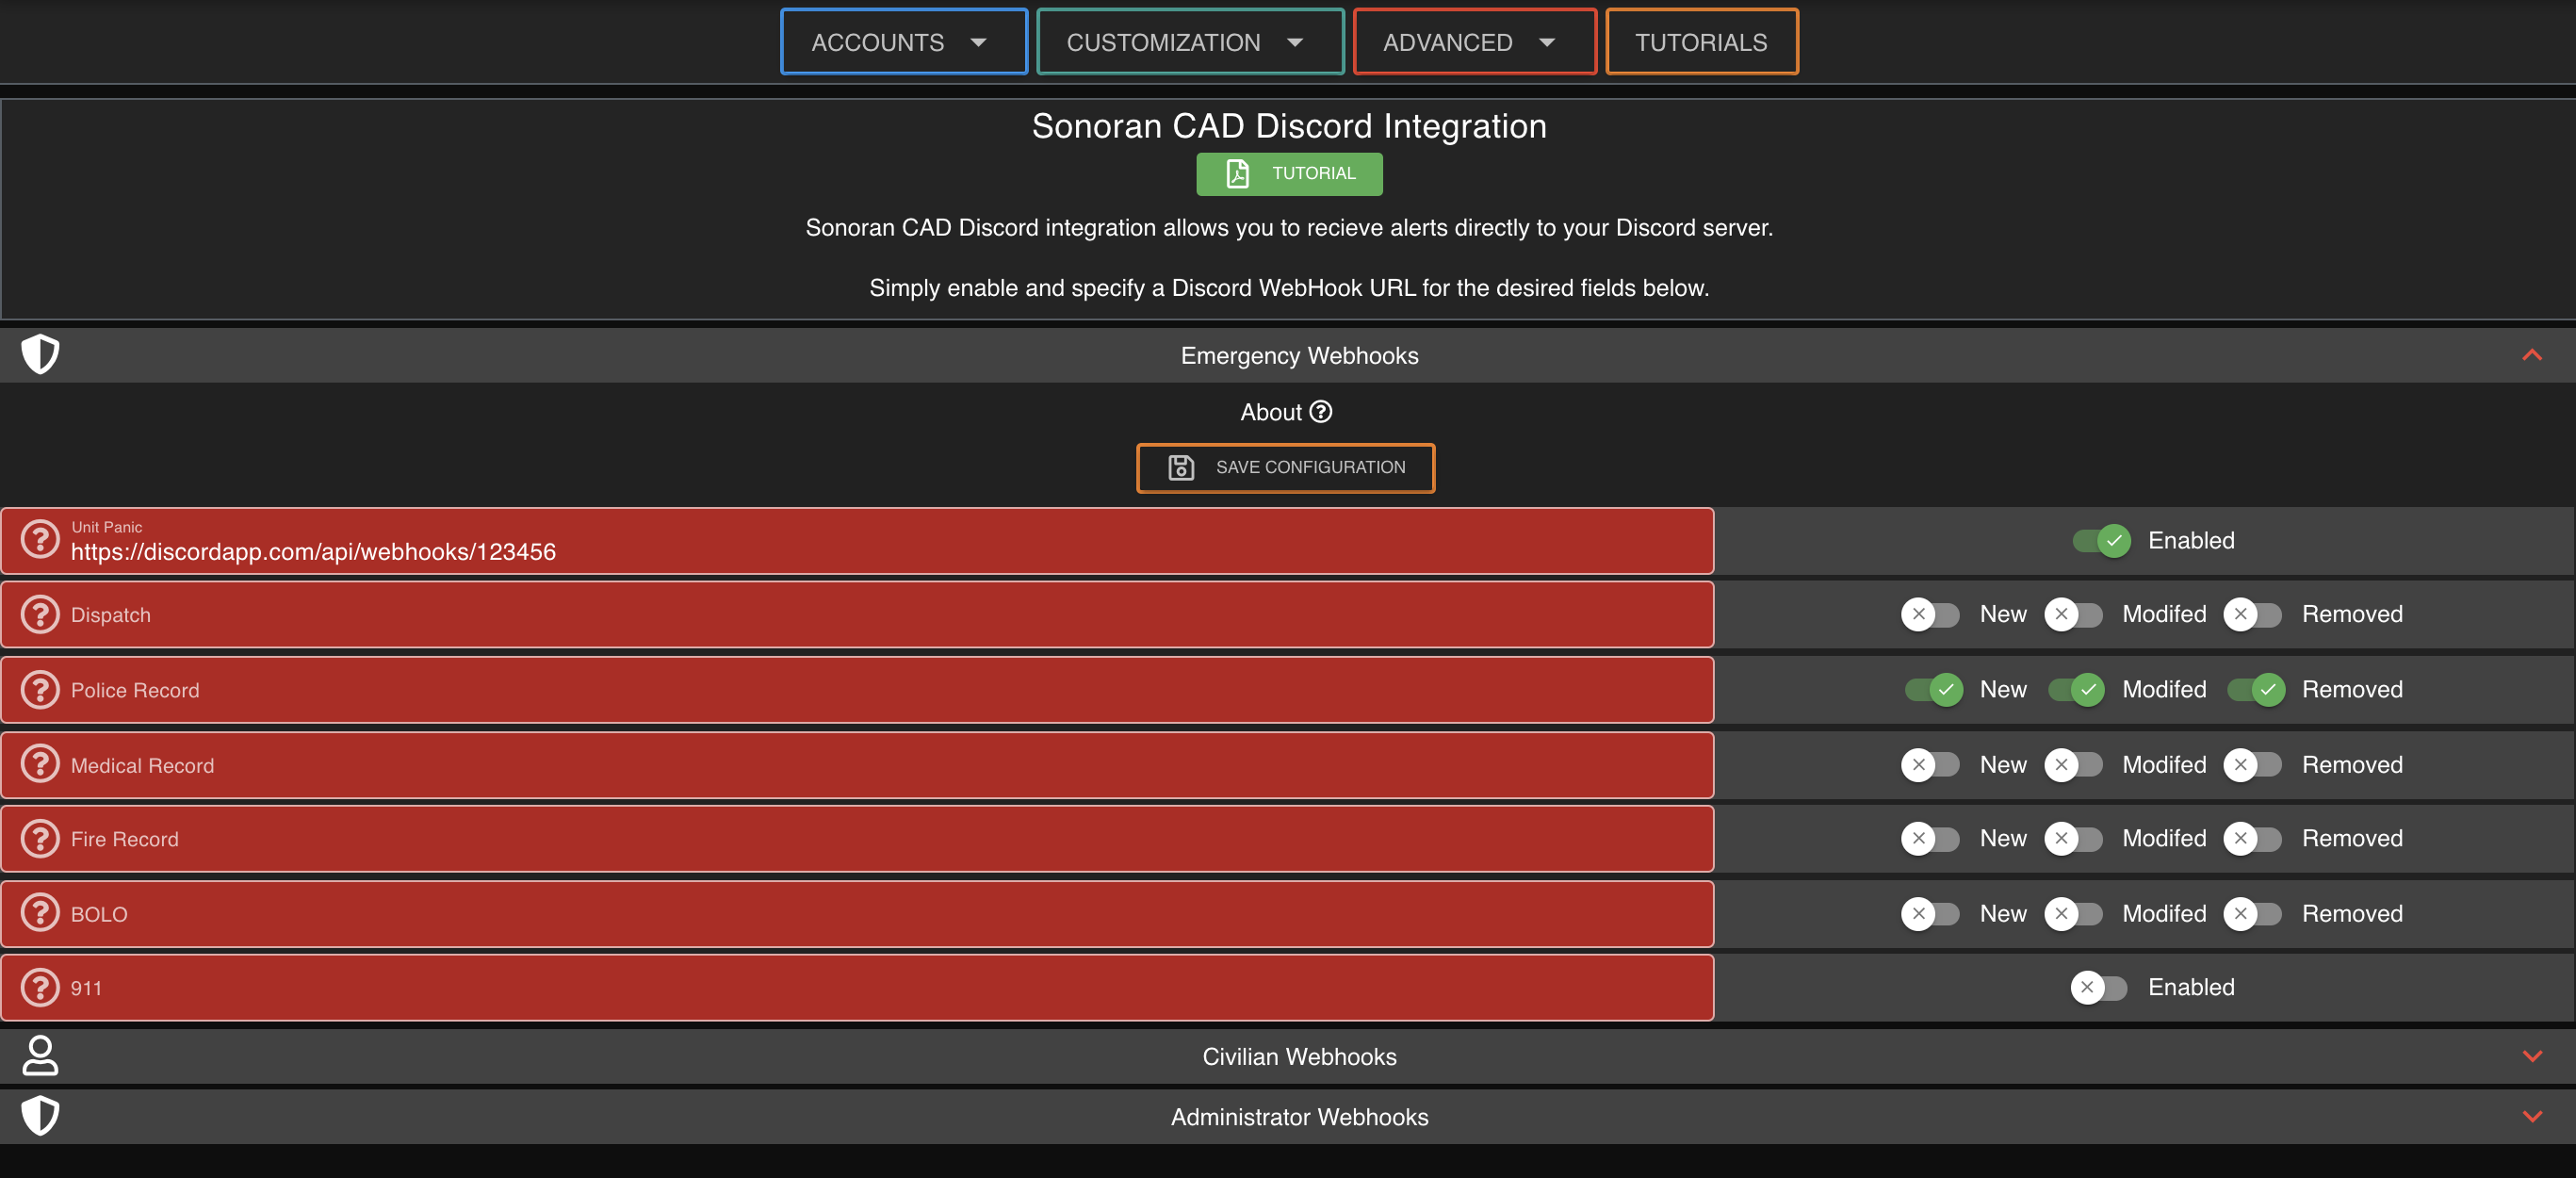 ACCOUNTS CUSTOMIZATION ADVANCED TUTORIALS
Sonoran CAD Discord Integration
TUTORIAL
Sonoran CAD Discord integration allows you to recieve alerts directly to your Discord server.
Simply enable and specify a Discord WebHook URL for the desired fields below.
Emergency Webhooks
About
SAVE CONFIGURATION
Unit Panic
https://discordapp.com/api/webhooks/123456 Enabled
Dispatch New Modifed Removed
Police Record New Modifed Removed
Medical Record New Modifed Removed
Fire Record New Modifed Removed
BOLO New Modifed Removed
911 Enabled
Civilian Webhooks
Administrator Webhooks